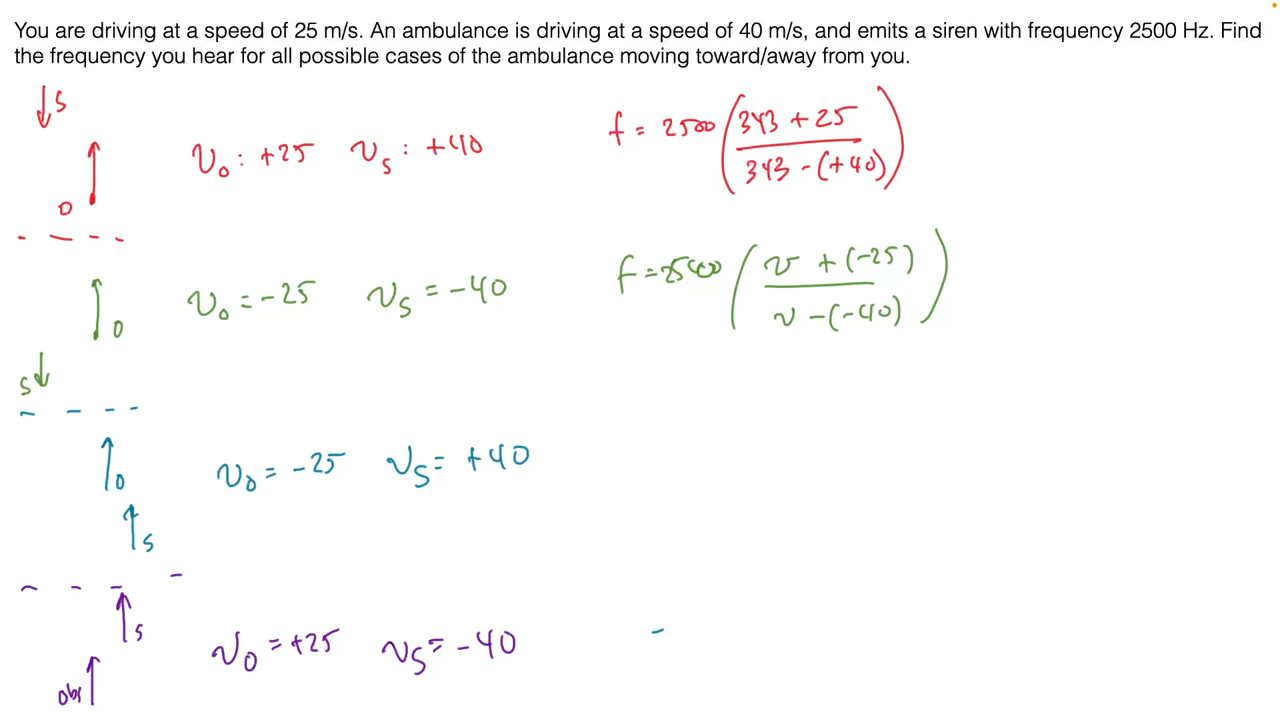 You are driving at a speed of 25 m/s. An ambulance is driving at a speed of 40 m/s, and emits a siren with frequency 2500 Hz. Find
the frequency you hear for all possible cases of the ambulance moving toward/away from you.
↓S
O ↑ v₀: +25 vₛ: +40 f = 2500 (343 + 25 / 343 - (+40))
↑O v₀ = -25 vₛ = -40 f = 2500 (v + (-25) / v - (-40))
S↓
↑O v₀ = -25 vₛ = +40
↑S
↑S v₀ = +25 vₛ = -40
obs ↑